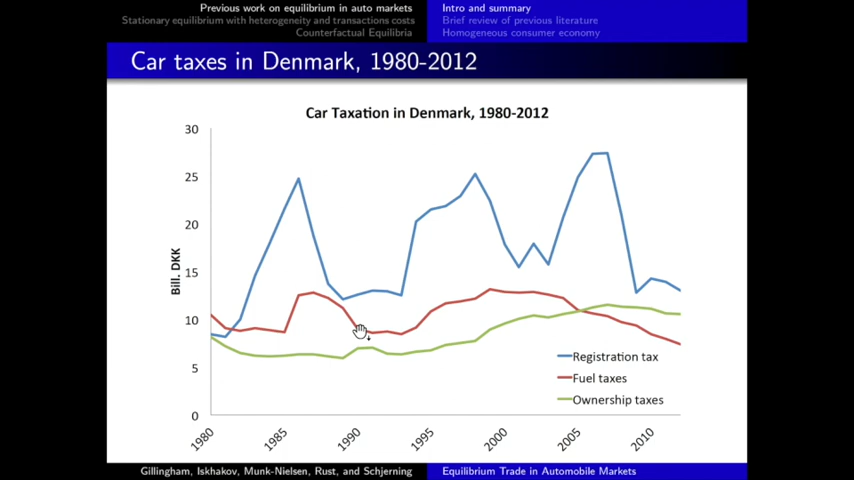 Previous work on equilibrium in auto markets
Stationary equilibrium with heterogeneity and transactions costs
Counterfactual Equilibria
Intro and summary
Brief review of previous literature
Homogeneous consumer economy
Car taxes in Denmark, 1980-2012
Car Taxation in Denmark, 1980-2012
Bill. DKK
30
25
20
15
10
5
0
1980
1985
1990
1995
2000
2005
2010
Registration tax
Fuel taxes
Ownership taxes
Gillingham, Iskhakov, Munk-Nielsen, Rust, and Schjerning
Equilibrium Trade in Automobile Markets